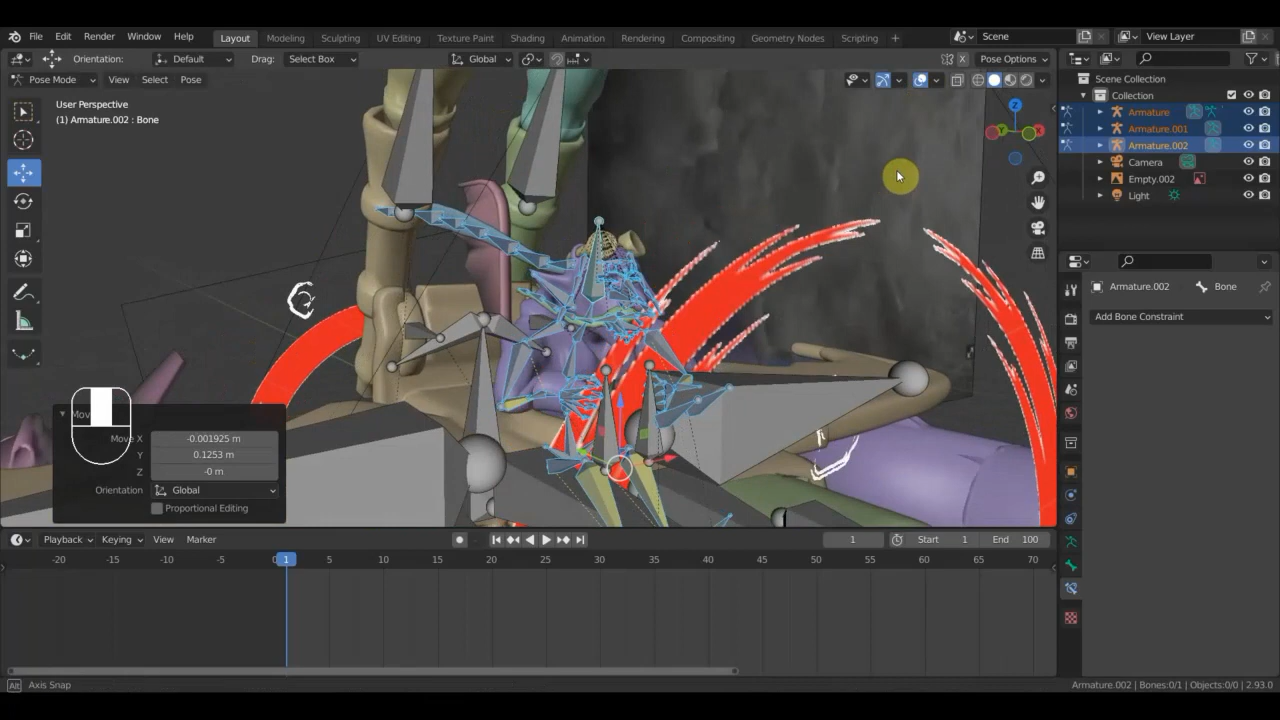 File Edit Render Window Help Layout Modeling Sculpting UV Editing Texture Paint Shading Animation Rendering Compositing Geometry Nodes Scripting + Scene View Layer
Orientation: Default Drag: Select Box Global X Pose Options
Pose Mode View Select Pose
User Perspective
(1) Armature.002 : Bone
Scene Collection
Collection
Armature
Armature.001
Armature.002
Camera
Empty.002
Light
Z
Y
X
Armature.002 Bone
Add Bone Constraint
Mov
Move X -0.001925 m
Y 0.1253 m
Z -0 m
Orientation Global
Proportional Editing
Playback Keying View Marker 1 Start 1 End 100
-20 -15 -10 -5 0 1 5 10 15 20 25 30 35 40 45 50 55 60 65 70
Alt Axis Snap Armature.002 | Bones:0/1 | Objects:0/0 | 2.93.0